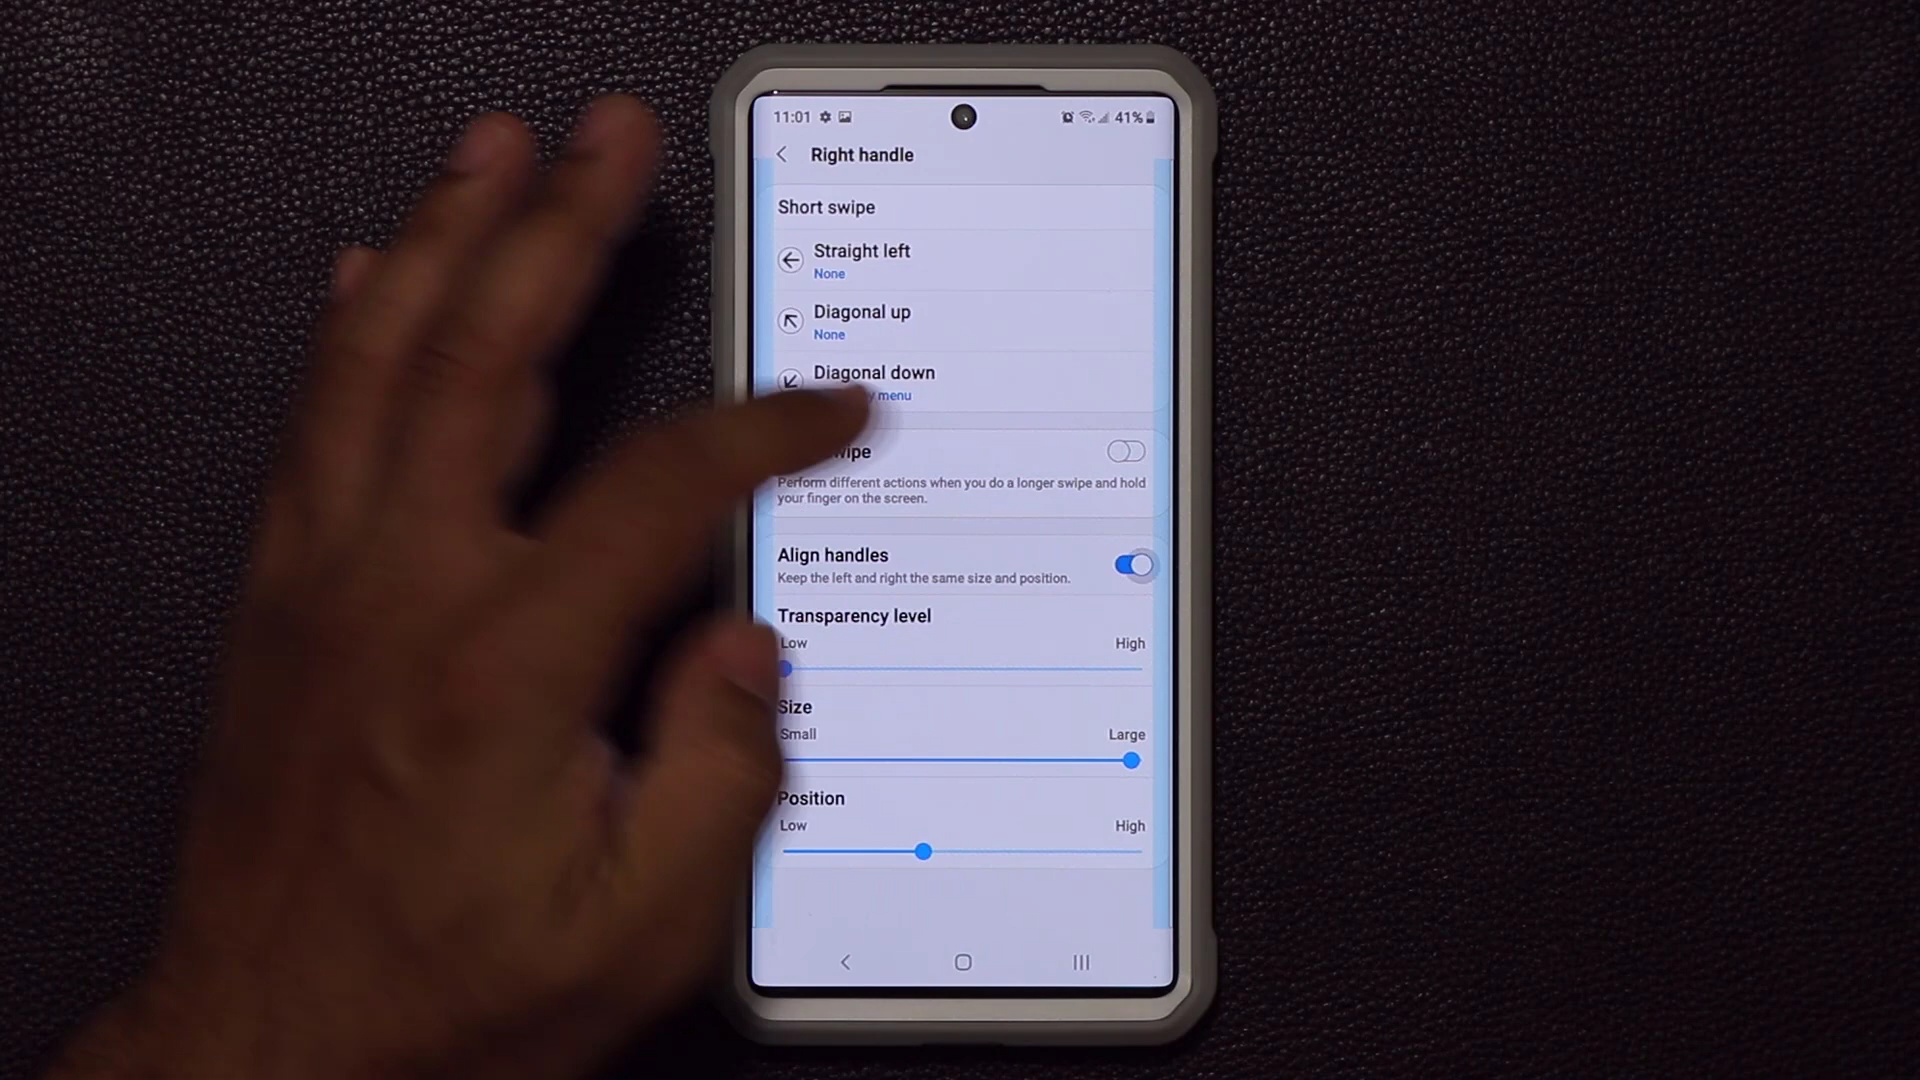 11:01 41%
Right handle
Short swipe
Straight left
None
Diagonal up
None
Diagonal down
menu
Perform different actions when you do a longer swipe and hold
your finger on the screen.
Align handles
Keep the left and right the same size and position.
Transparency level
Low High
Size
Small Large
Position
Low High